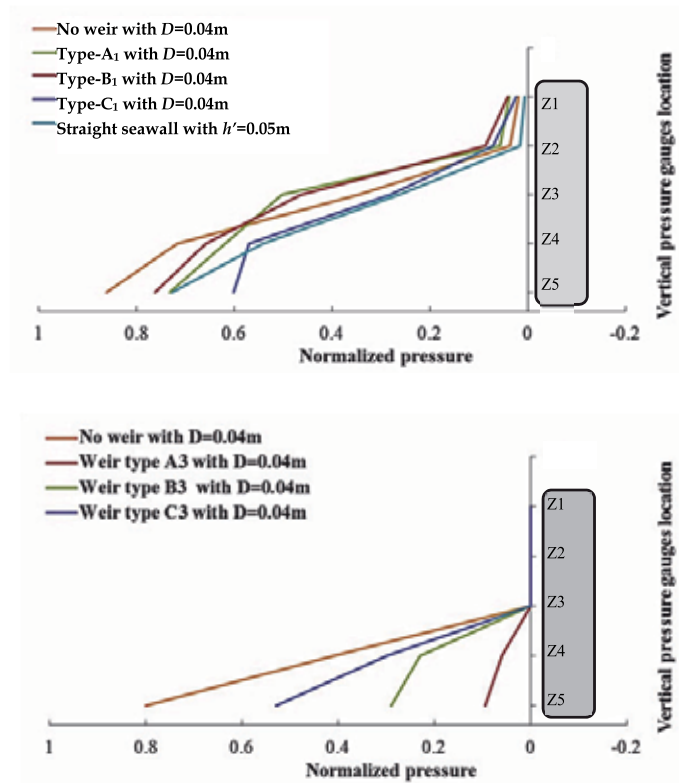 No weir with D=0.04m
Type-A₁ with D=0.04m
Type-B₁ with D=0.04m
Type-C₁ with D=0.04m
Straight seawall with h′=0.05m
Z1
Z2
Z3
Z4
Z5
Vertical pressure gauges location
1 0.8 0.6 0.4 0.2 0 -0.2
Normalized pressure
No weir with D=0.04m
Weir type A3 with D=0.04m
Weir type B3 with D=0.04m
Weir type C3 with D=0.04m
Z1
Z2
Z3
Z4
Z5
Vertical pressure gauges location
1 0.8 0.6 0.4 0.2 0 -0.2
Normalized pressure